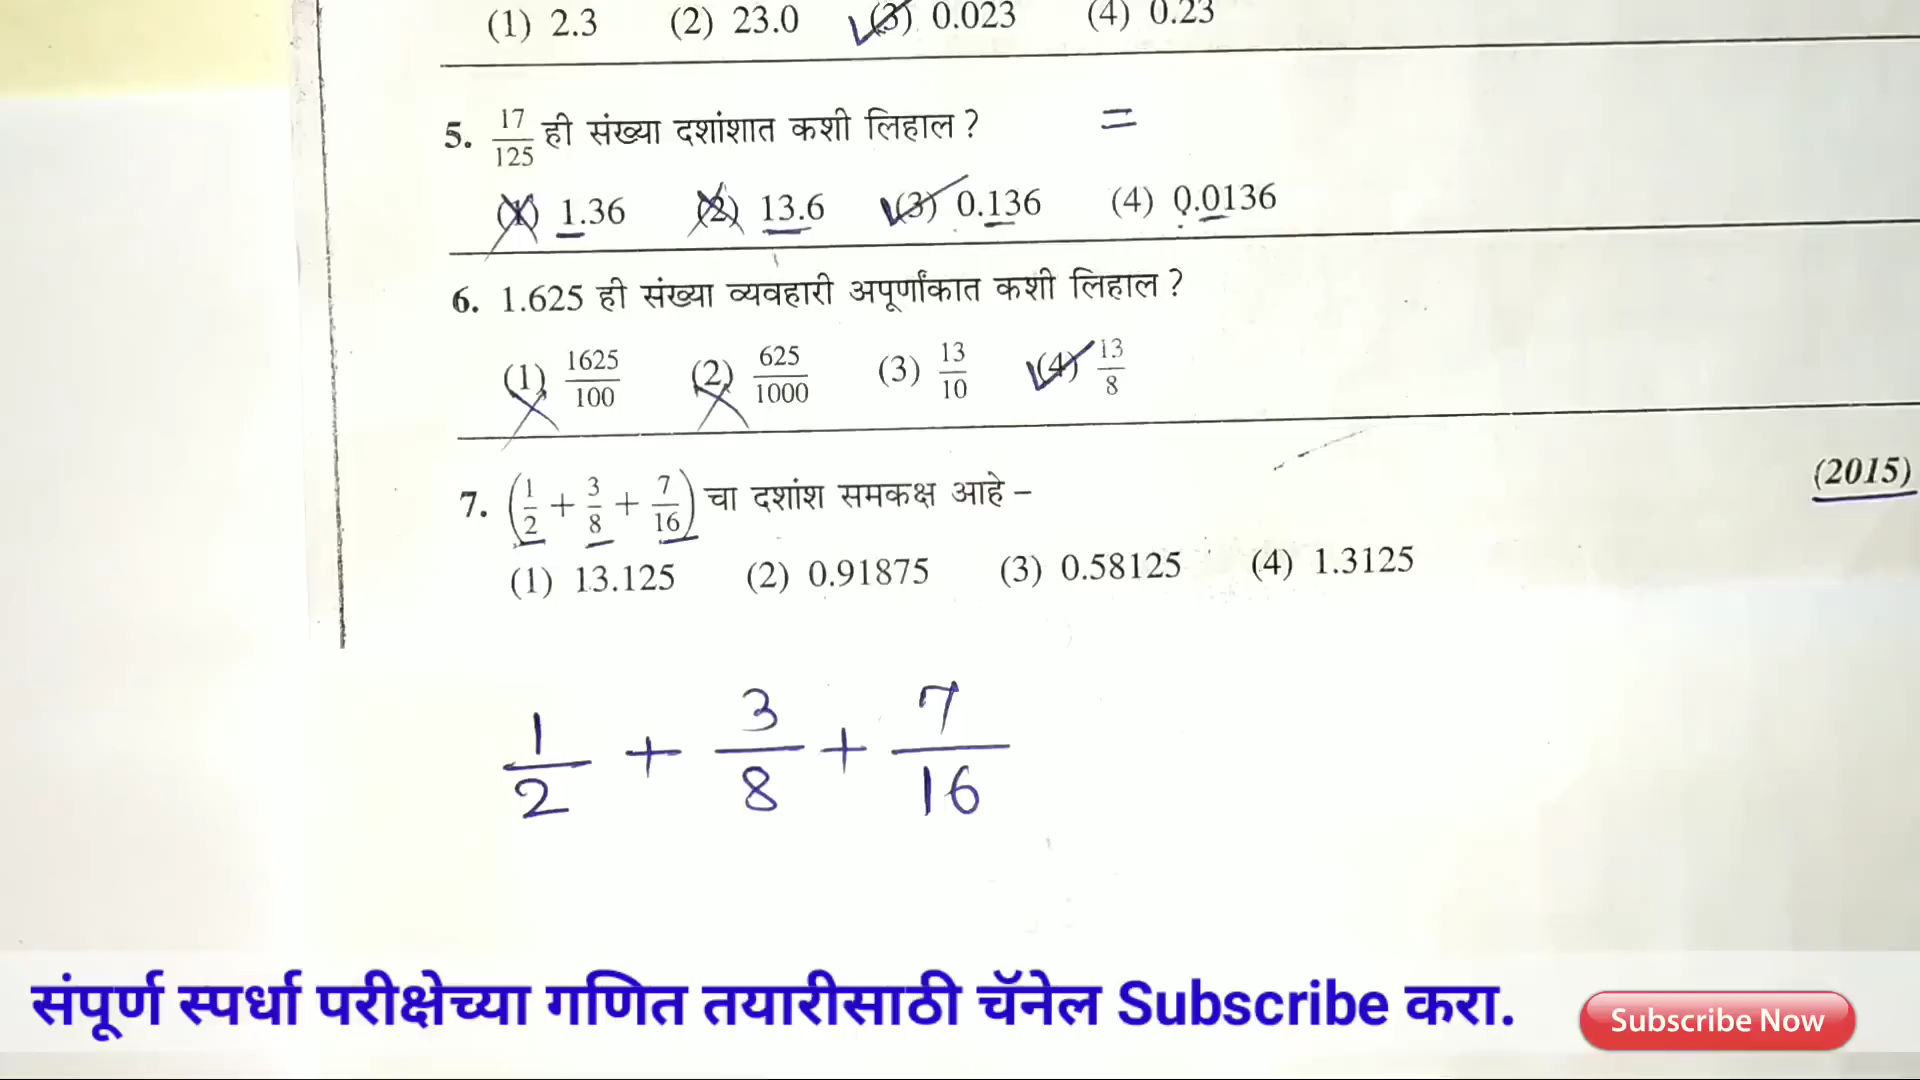 (1) 2.3 (2) 23.0 (3) 0.023 (4) 0.23
5. 17/125 ही संख्या दशांशात कशी लिहाल ? =
(1) 1.36 (2) 13.6 (3) 0.136 (4) 0.0136
6. 1.625 ही संख्या व्यवहारी अपूर्णांकात कशी लिहाल ?
(1) 1625/100 (2) 625/1000 (3) 13/10 (4) 13/8
7. (1/2 + 3/8 + 7/16) चा दशांश समकक्ष आहे – (2015)
(1) 13.125 (2) 0.91875 (3) 0.58125 (4) 1.3125
1/2 + 3/8 + 7/16
संपूर्ण स्पर्धा परीक्षेच्या गणित तयारीसाठी चॅनेल Subscribe करा.
Subscribe Now